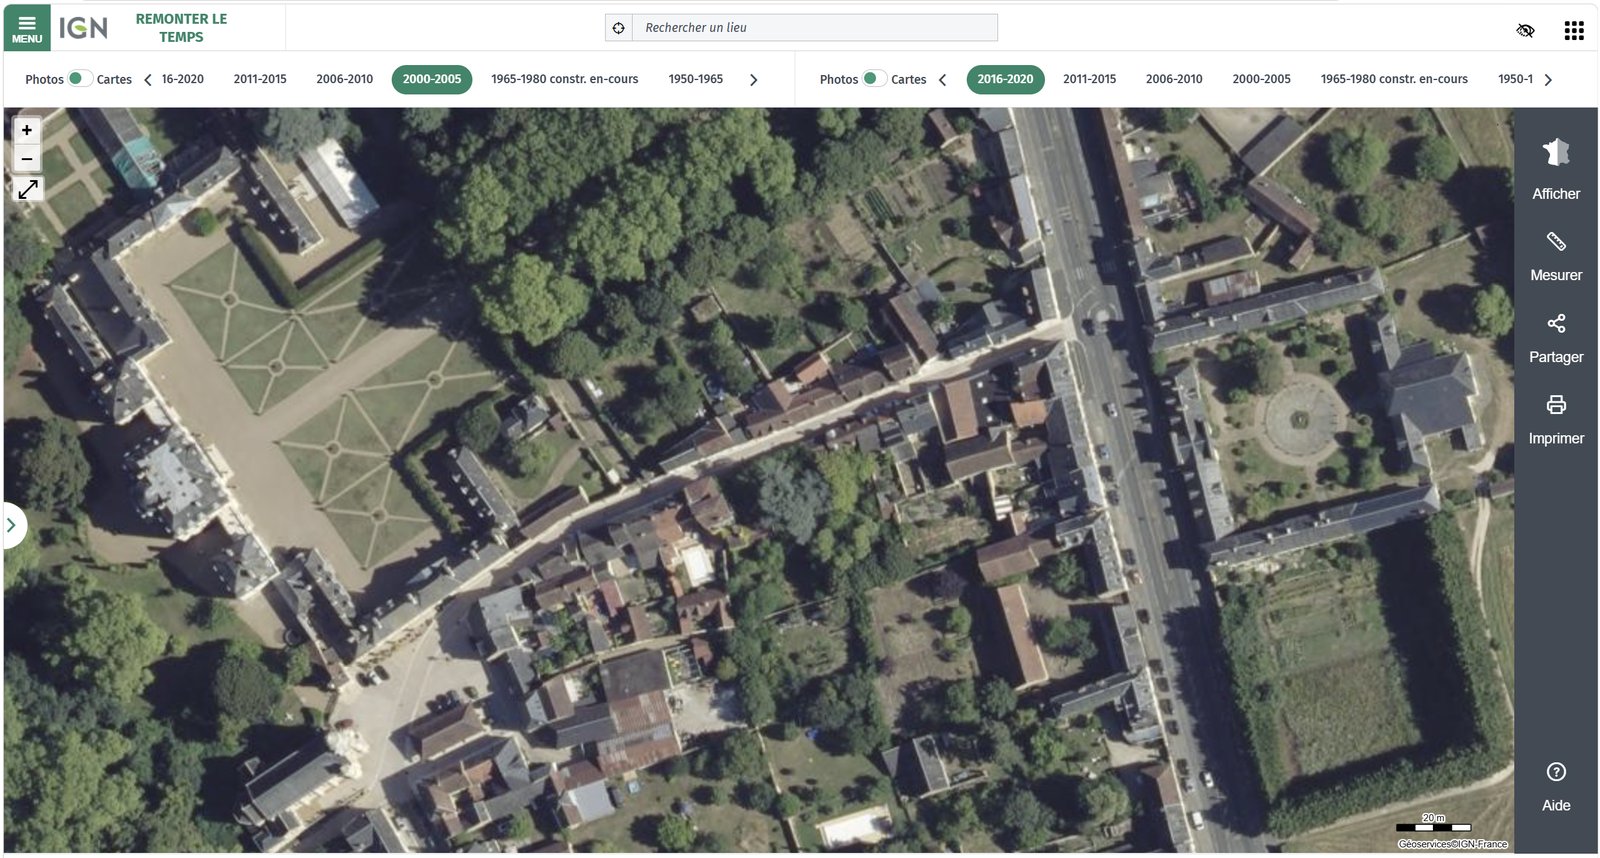 MENU
IGN
REMONTER LE
TEMPS
Rechercher un lieu
Photos Cartes 16-2020 2011-2015 2006-2010 2000-2005 1965-1980 constr. en-cours 1950-1965
Photos Cartes 2016-2020 2011-2015 2006-2010 2000-2005 1965-1980 constr. en-cours 1950-1
+
−
Afficher
Mesurer
Partager
Imprimer
Aide
20 m
Géoservices©IGN-France